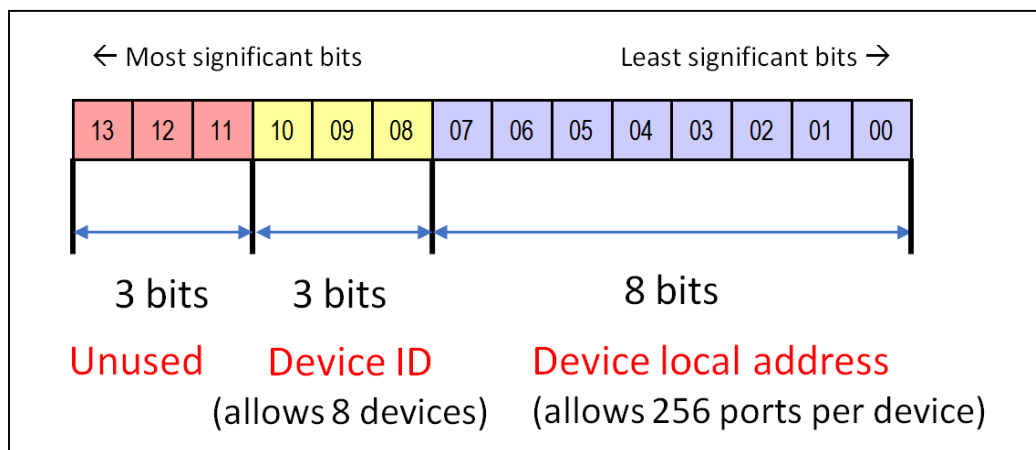 ← Most significant bits Least significant bits →
13 12 11 10 09 08 07 06 05 04 03 02 01 00
3 bits 3 bits 8 bits
Unused Device ID Device local address
(allows 8 devices) (allows 256 ports per device)